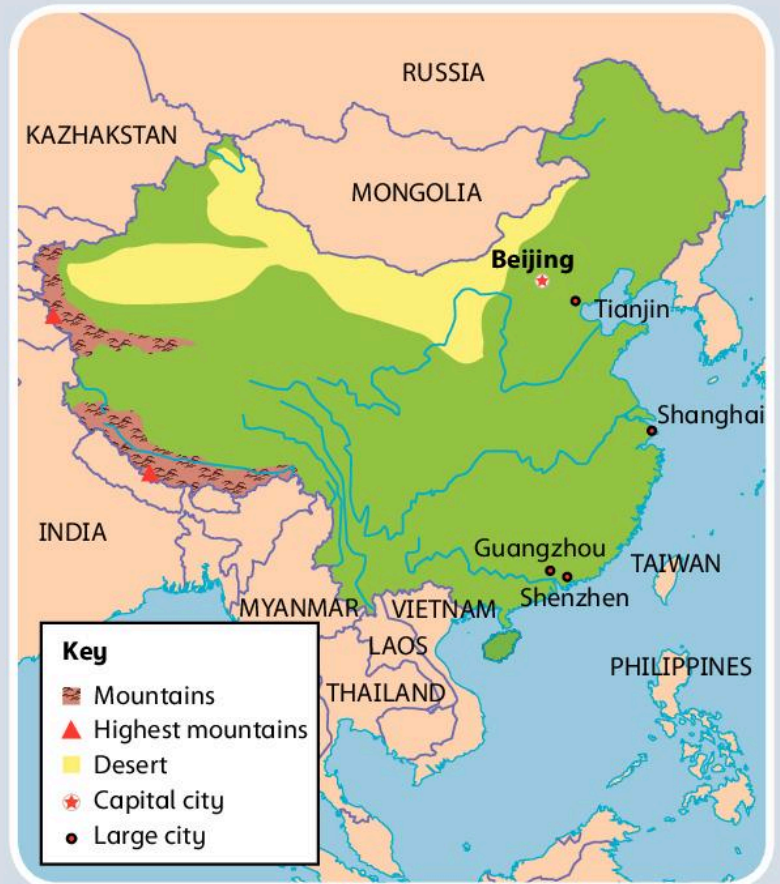 RUSSIA
KAZHAKSTAN
MONGOLIA
Beijing
Tianjin
Shanghai
INDIA
Guangzhou
TAIWAN
Shenzhen
MYANMAR
VIETNAM
LAOS
PHILIPPINES
THAILAND
Key
Mountains
Highest mountains
Desert
Capital city
Large city